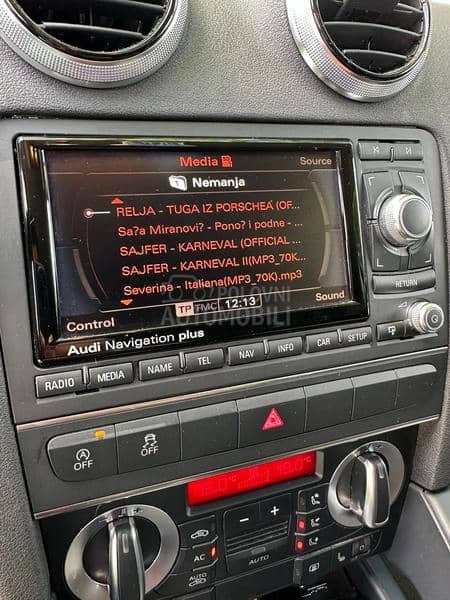 Media
Source
Nemanja
RELJA - TUGA IZ PORSCHEA (OF...
Sa?a Miranovi? - Pono? i podne - ...
SAJFER - KARNEVAL (OFFICIAL ...
SAJFER - KARNEVAL II(MP3_70K...
Severina - Italiana(MP3_70K).mp3
TP TMC 12:13
Control
Sound
POLOVNI
AUTOMOBILI
Audi Navigation plus
RETURN
RADIO MEDIA NAME TEL NAV INFO CAR SETUP
OFF
OFF
AC
AUTO
AUTO